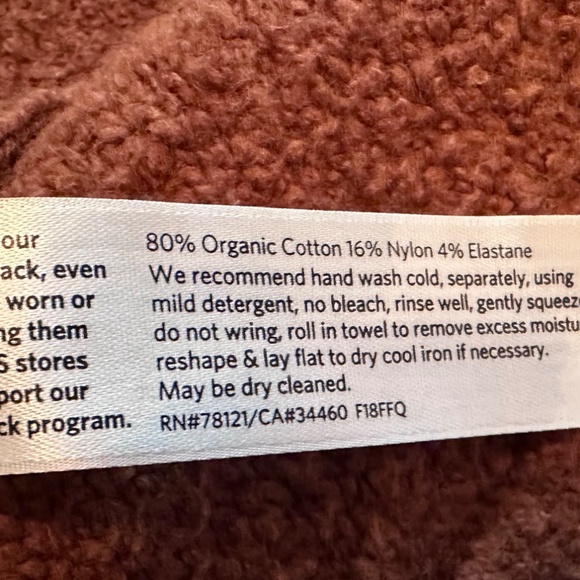 our
ack, even
worn or
ng them
S stores
port our
ck program.
80% Organic Cotton 16% Nylon 4% Elastane
We recommend hand wash cold, separately, using
mild detergent, no bleach, rinse well, gently squeeze
do not wring, roll in towel to remove excess moistu
reshape & lay flat to dry cool iron if necessary.
May be dry cleaned.
RN#78121/CA#34460 F18FFQ